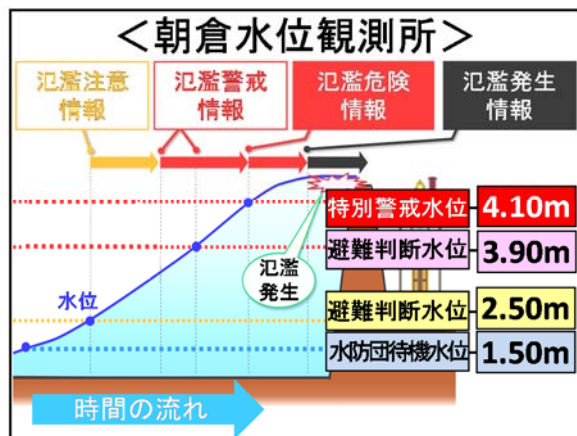 ＜朝倉水位観測所＞
氾濫注意
情報
氾濫警戒
情報
氾濫危険
情報
氾濫発生
情報
特別警戒水位
4.10m
避難判断水位
3.90m
氾濫
発生
水位
避難判断水位
2.50m
水防団待機水位
1.50m
時間の流れ